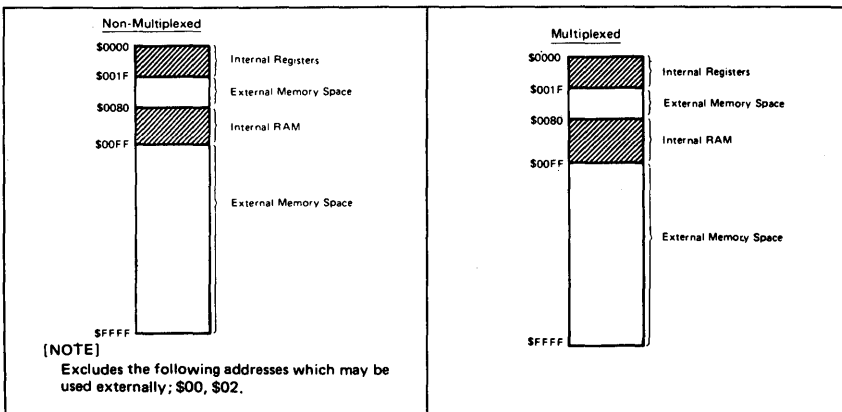 Non-Multiplexed
$0000
Internal Registers
$001F
External Memory Space
$0080
Internal RAM
$00FF
External Memory Space
$FFFF
[NOTE]
Excludes the following addresses which may be
used externally; $00, $02.
Multiplexed
$0000
Internal Registers
$001F
External Memory Space
$0080
Internal RAM
$00FF
External Memory Space
$FFFF